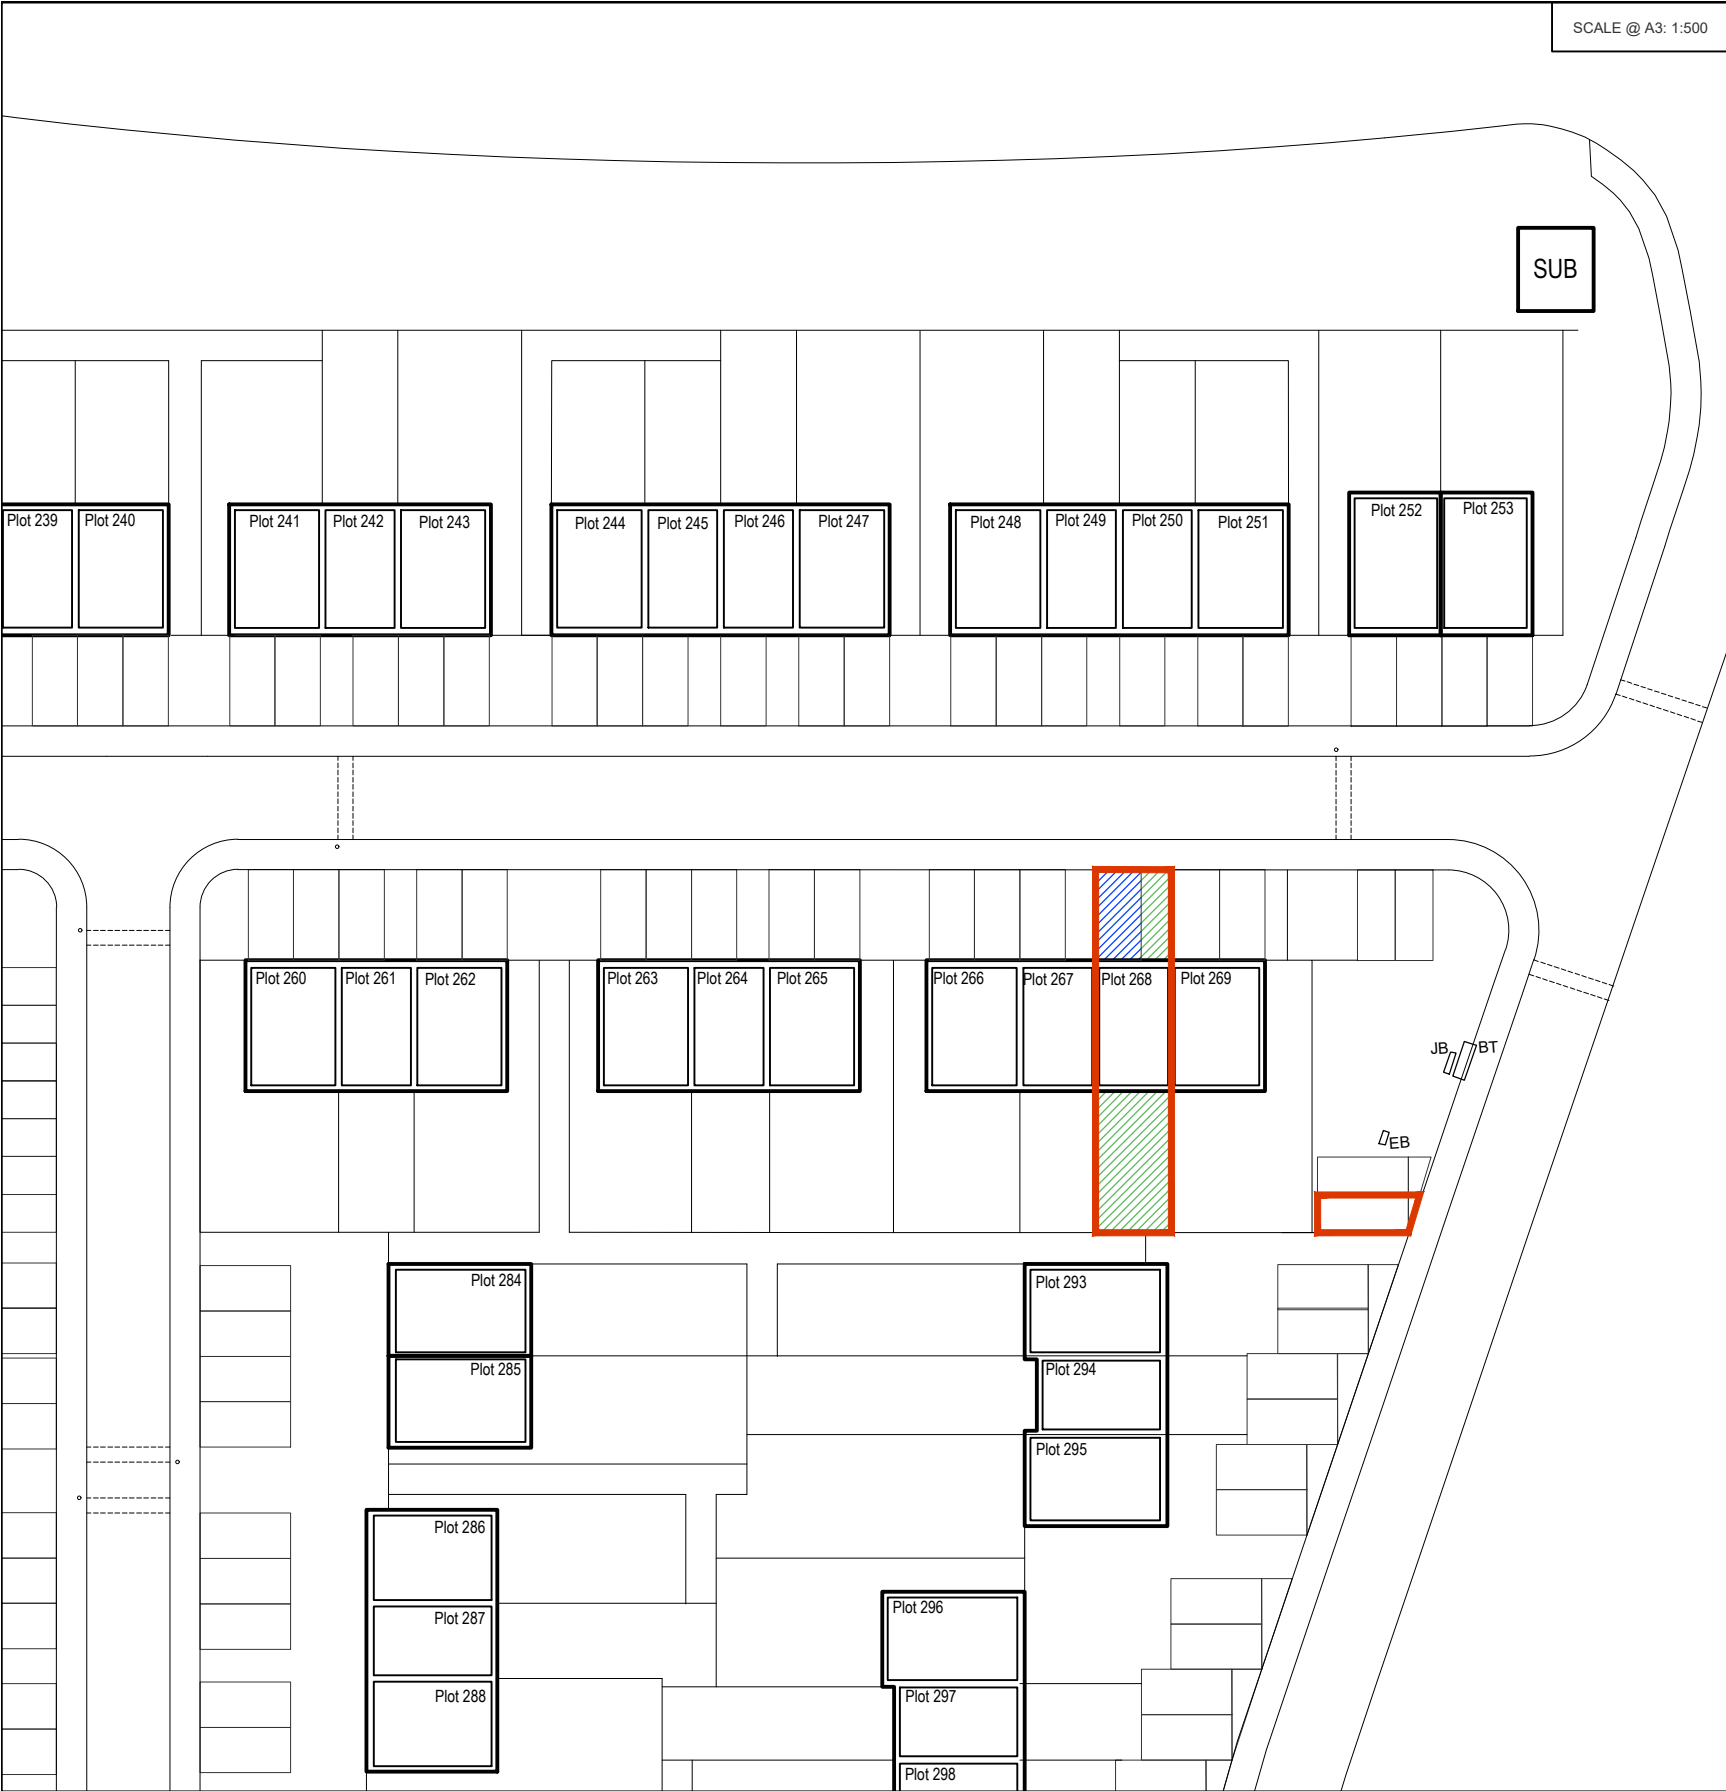 SCALE @ A3: 1:500
SUB
Plot 239
Plot 240
Plot 241
Plot 242
Plot 243
Plot 244
Plot 245
Plot 246
Plot 247
Plot 248
Plot 249
Plot 250
Plot 251
Plot 252
Plot 253
Plot 260
Plot 261
Plot 262
Plot 263
Plot 264
Plot 265
Plot 266
Plot 267
Plot 268
Plot 269
JB
BT
EB
Plot 284
Plot 293
Plot 285
Plot 294
Plot 295
Plot 286
Plot 296
Plot 287
Plot 288
Plot 297
Plot 298